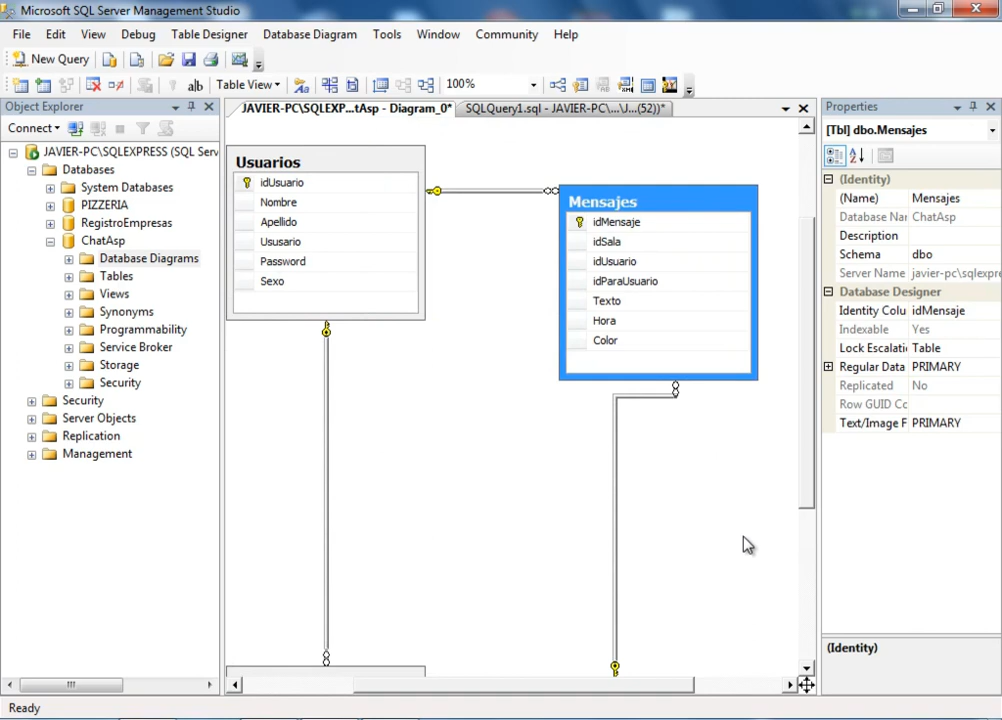 Microsoft SQL Server Management Studio
File Edit View Debug Table Designer Database Diagram Tools Window Community Help
New Query
ab| Table View 100%
Object Explorer
Connect
JAVIER-PC\SQLEXPRESS (SQL Serv
Databases
System Databases
PIZZERIA
RegistroEmpresas
ChatAsp
Database Diagrams
Tables
Views
Synonyms
Programmability
Service Broker
Storage
Security
Security
Server Objects
Replication
Management
JAVIER-PC\SQLEXP...tAsp - Diagram_0* SQLQuery1.sql - JAVIER-PC\...\J...(52))*
Usuarios
idUsuario
Nombre
Apellido
Ususario
Password
Sexo
Mensajes
idMensaje
idSala
idUsuario
idParaUsuario
Texto
Hora
Color
Properties
[Tbl] dbo.Mensajes
(Identity)
(Name) Mensajes
Database Nar ChatAsp
Description
Schema dbo
Server Name javier-pc\sqlexpre
Database Designer
Identity Colu idMensaje
Indexable Yes
Lock Escalati Table
Regular Data PRIMARY
Replicated No
Row GUID Cc
Text/Image F PRIMARY
(Identity)
Ready